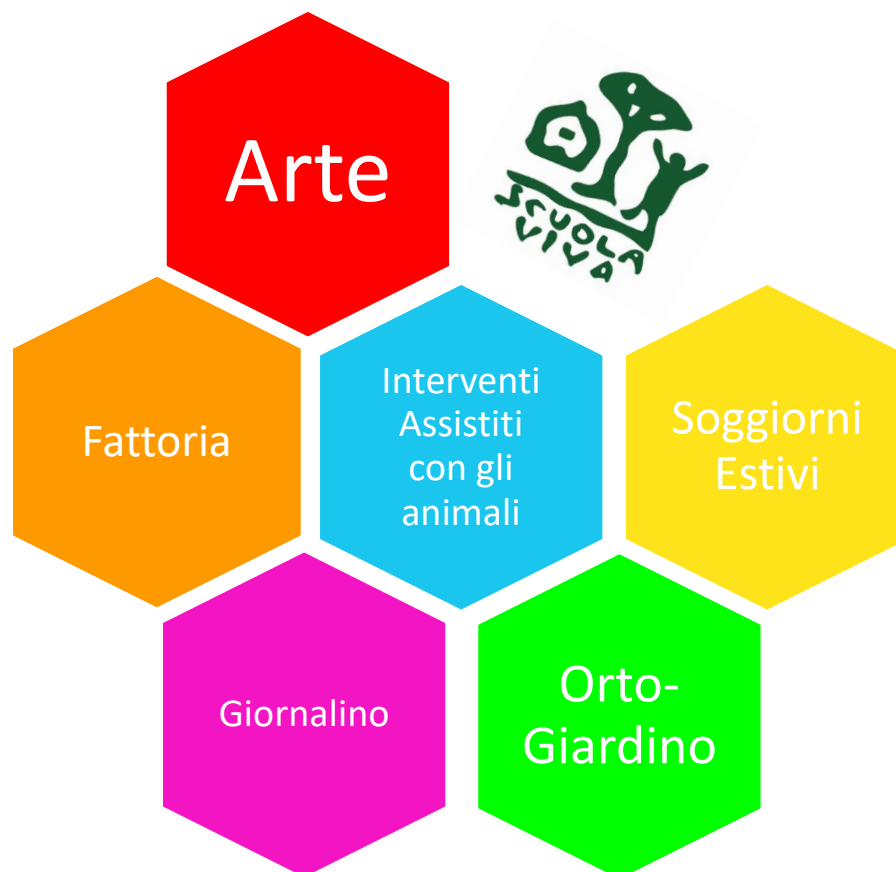 Arte
SCUOLA
VIVA
Fattoria
Interventi
Assistiti
con gli
animali
Soggiorni
Estivi
Giornalino
Orto-
Giardino